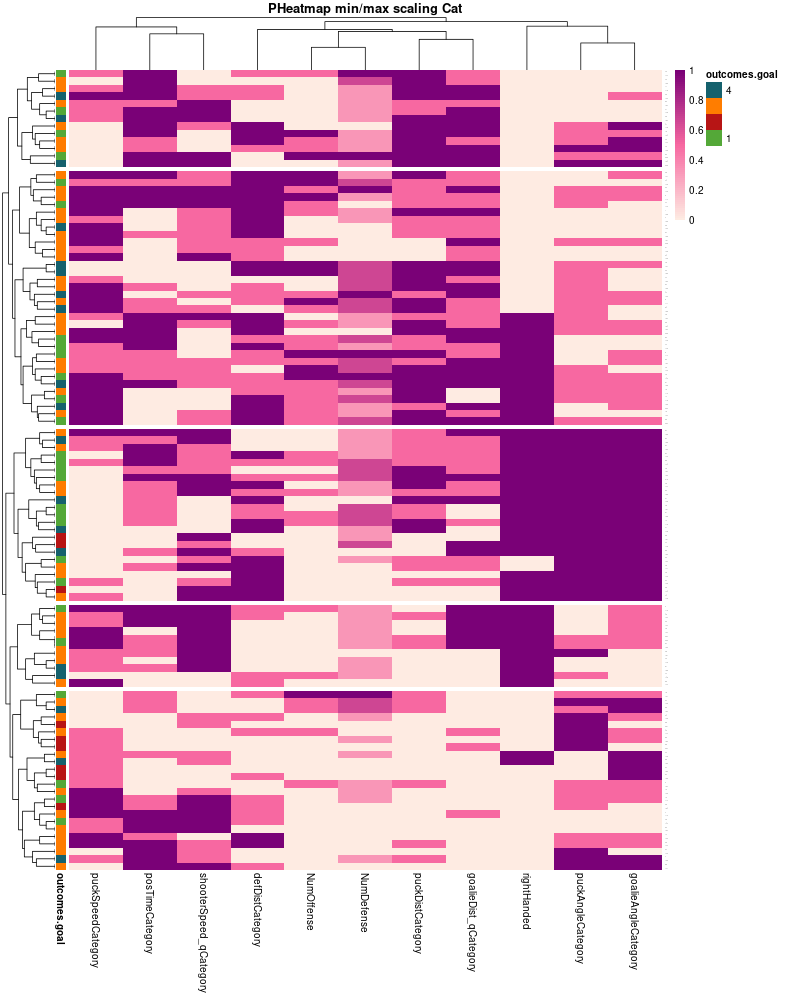 PHeatmap min/max scaling Cat
1
0.8
0.6
0.4
0.2
0
outcomes.goal
4
1
outcomes.goal
puckSpeedCategory
posTimeCategory
shooterSpeed_qCategory
defDistCategory
NumOffense
NumDefense
puckDistCategory
goalieDist_qCategory
rightHanded
puckAngleCategory
goalieAngleCategory